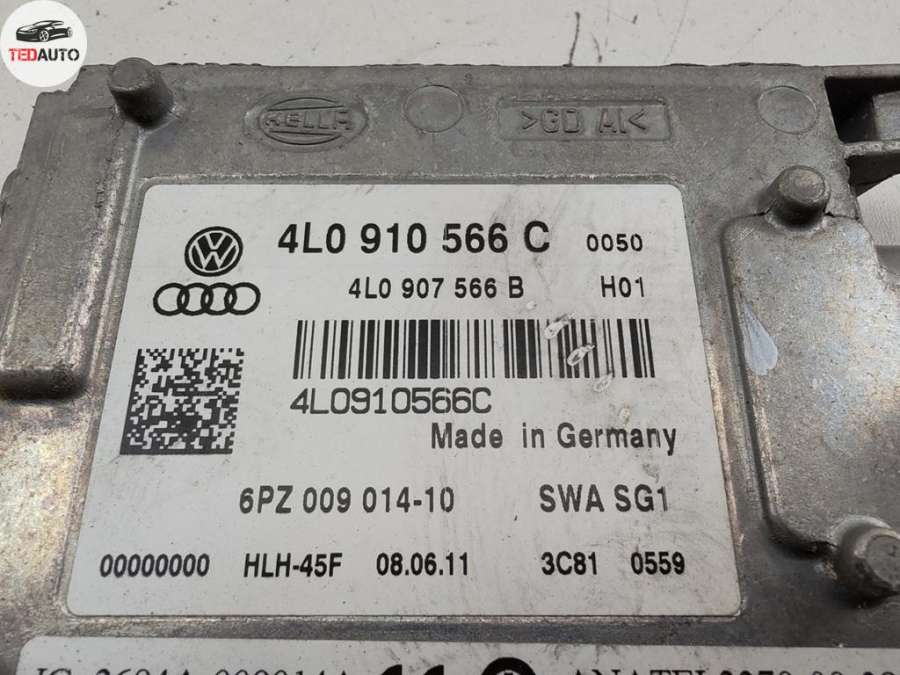 TEDAUTO
HELLA
>GD Al<
4L0 910 566 C 0050
4L0 907 566 B H01
4L0910566C
Made in Germany
6PZ 009 014-10 SWA SG1
00000000 HLH-45F 08.06.11 3C81 0559